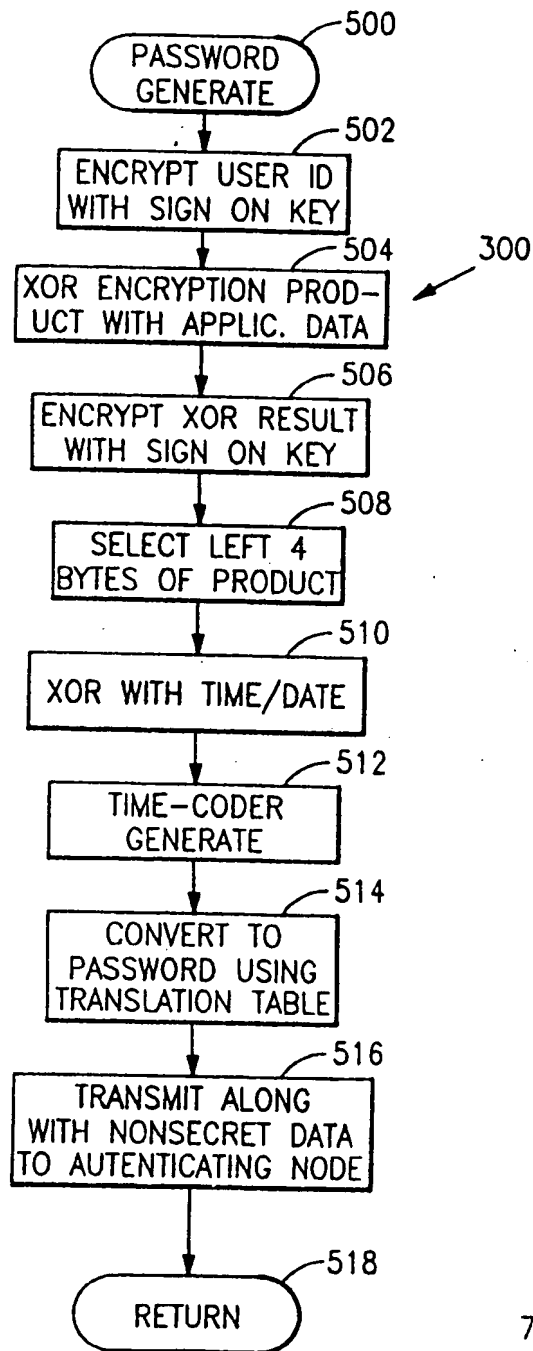 500
PASSWORD
GENERATE
502
ENCRYPT USER ID
WITH SIGN ON KEY
504
300
XOR ENCRYPTION PROD-
UCT WITH APPLIC. DATA
506
ENCRYPT XOR RESULT
WITH SIGN ON KEY
508
SELECT LEFT 4
BYTES OF PRODUCT
510
XOR WITH TIME/DATE
512
TIME-CODER
GENERATE
514
CONVERT TO
PASSWORD USING
TRANSLATION TABLE
516
TRANSMIT ALONG
WITH NONSECRET DATA
TO AUTENTICATING NODE
518
RETURN
7